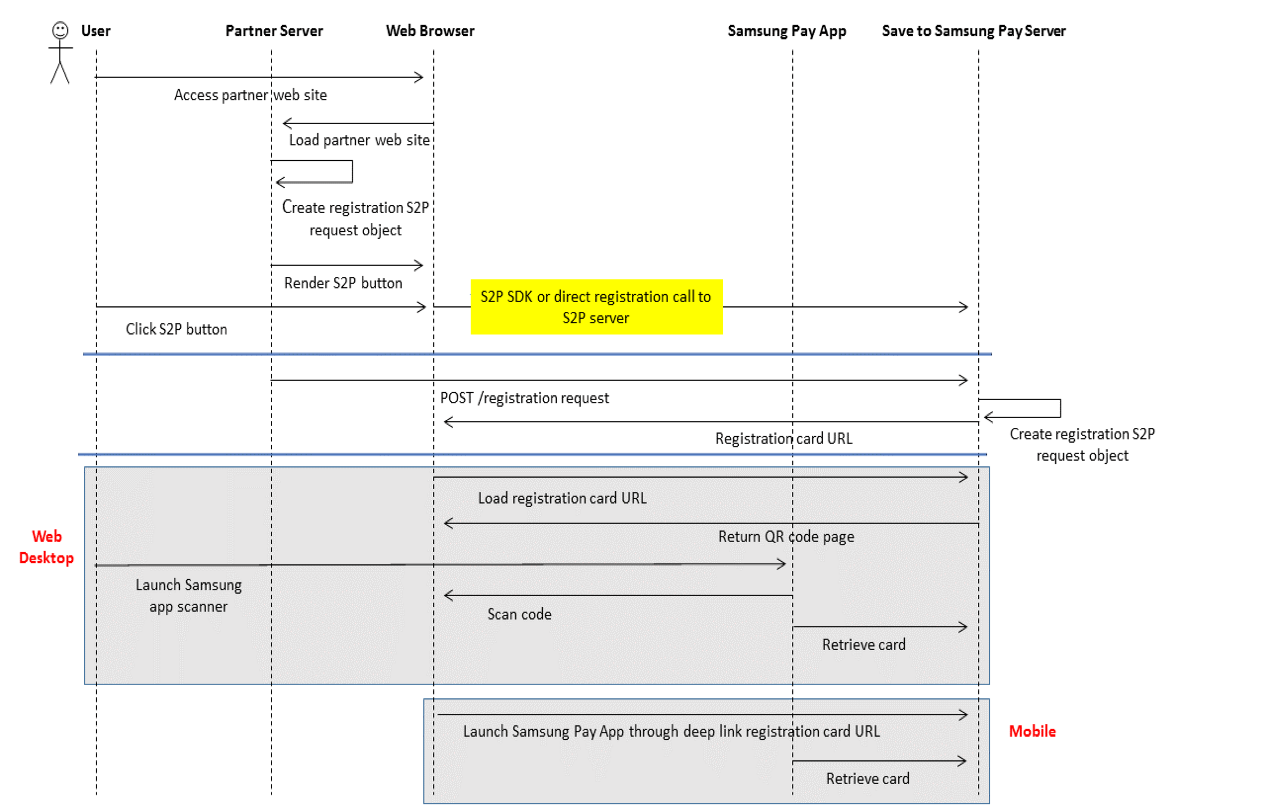 User
Partner Server
Web Browser
Samsung Pay App
Save to Samsung Pay Server
Access partner web site
Load partner web site
Create registration S2P
request object
Render S2P button
S2P SDK or direct registration call to
S2P server
Click S2P button
POST /registration request
Registration card URL
Create registration S2P
request object
Load registration card URL
Return QR code page
Web
Desktop
Launch Samsung
app scanner
Scan code
Retrieve card
Launch Samsung Pay App through deep link registration card URL
Mobile
Retrieve card